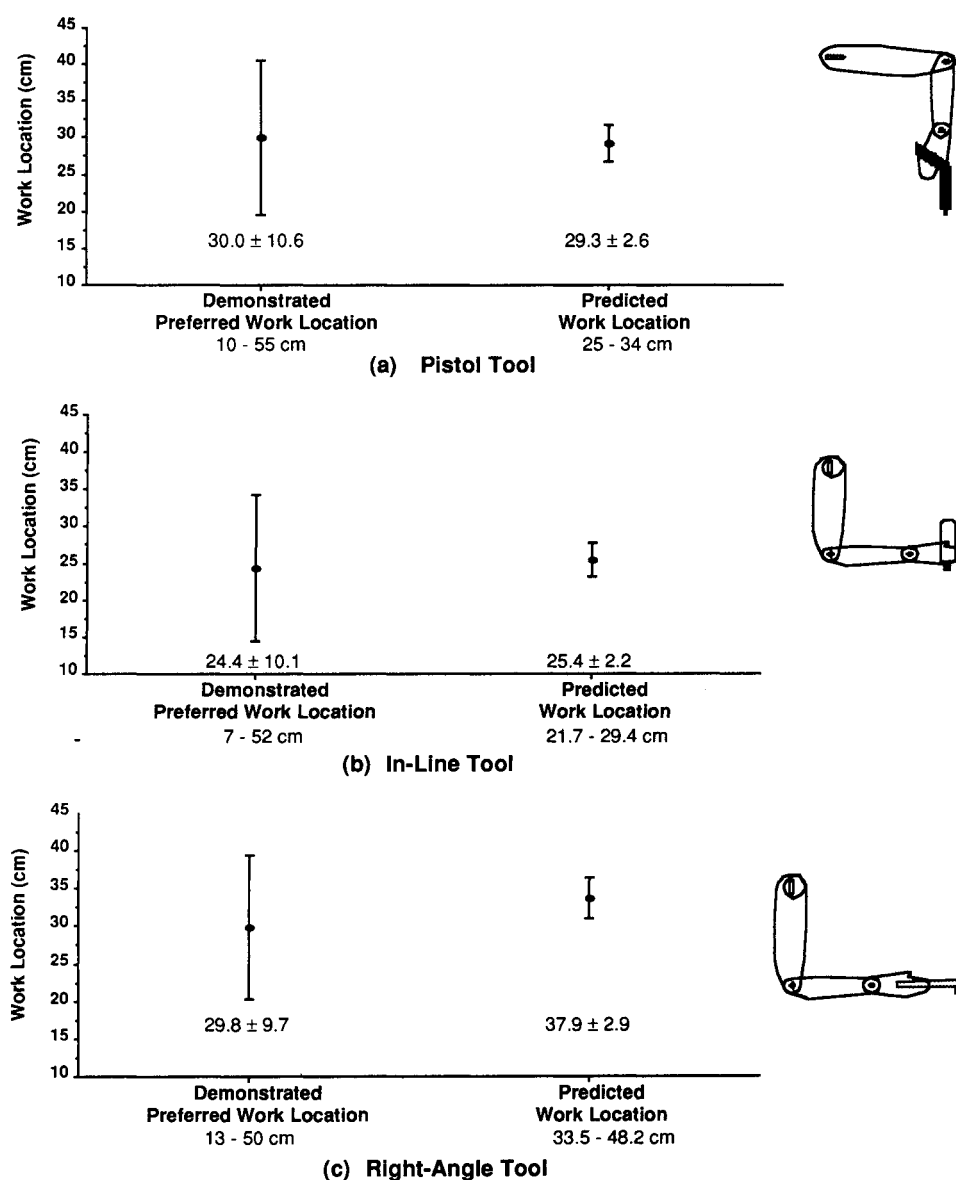 45
40
35
30
25
20
15
10
Work Location (cm)
30.0 ± 10.6
29.3 ± 2.6
Demonstrated
Preferred Work Location
10 - 55 cm
Predicted
Work Location
25 - 34 cm
(a) Pistol Tool
45
40
35
30
25
20
15
10
Work Location (cm)
24.4 ± 10.1
25.4 ± 2.2
Demonstrated
Preferred Work Location
7 - 52 cm
Predicted
Work Location
21.7 - 29.4 cm
(b) In-Line Tool
45
40
35
30
25
20
15
10
Work Location (cm)
29.8 ± 9.7
37.9 ± 2.9
Demonstrated
Preferred Work Location
13 - 50 cm
Predicted
Work Location
33.5 - 48.2 cm
(c) Right-Angle Tool